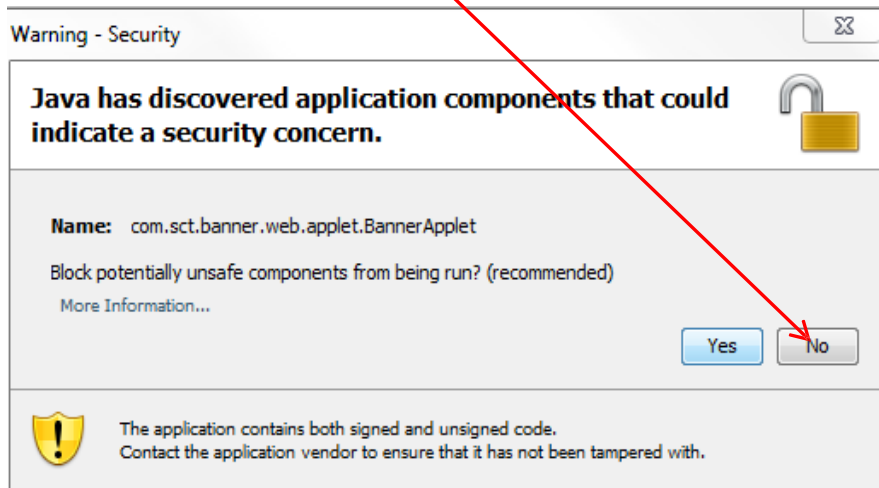 Warning - Security
Java has discovered application components that could
indicate a security concern.
Name: com.sct.banner.web.applet.BannerApplet
Block potentially unsafe components from being run? (recommended)
More Information...
Yes No
The application contains both signed and unsigned code.
Contact the application vendor to ensure that it has not been tampered with.